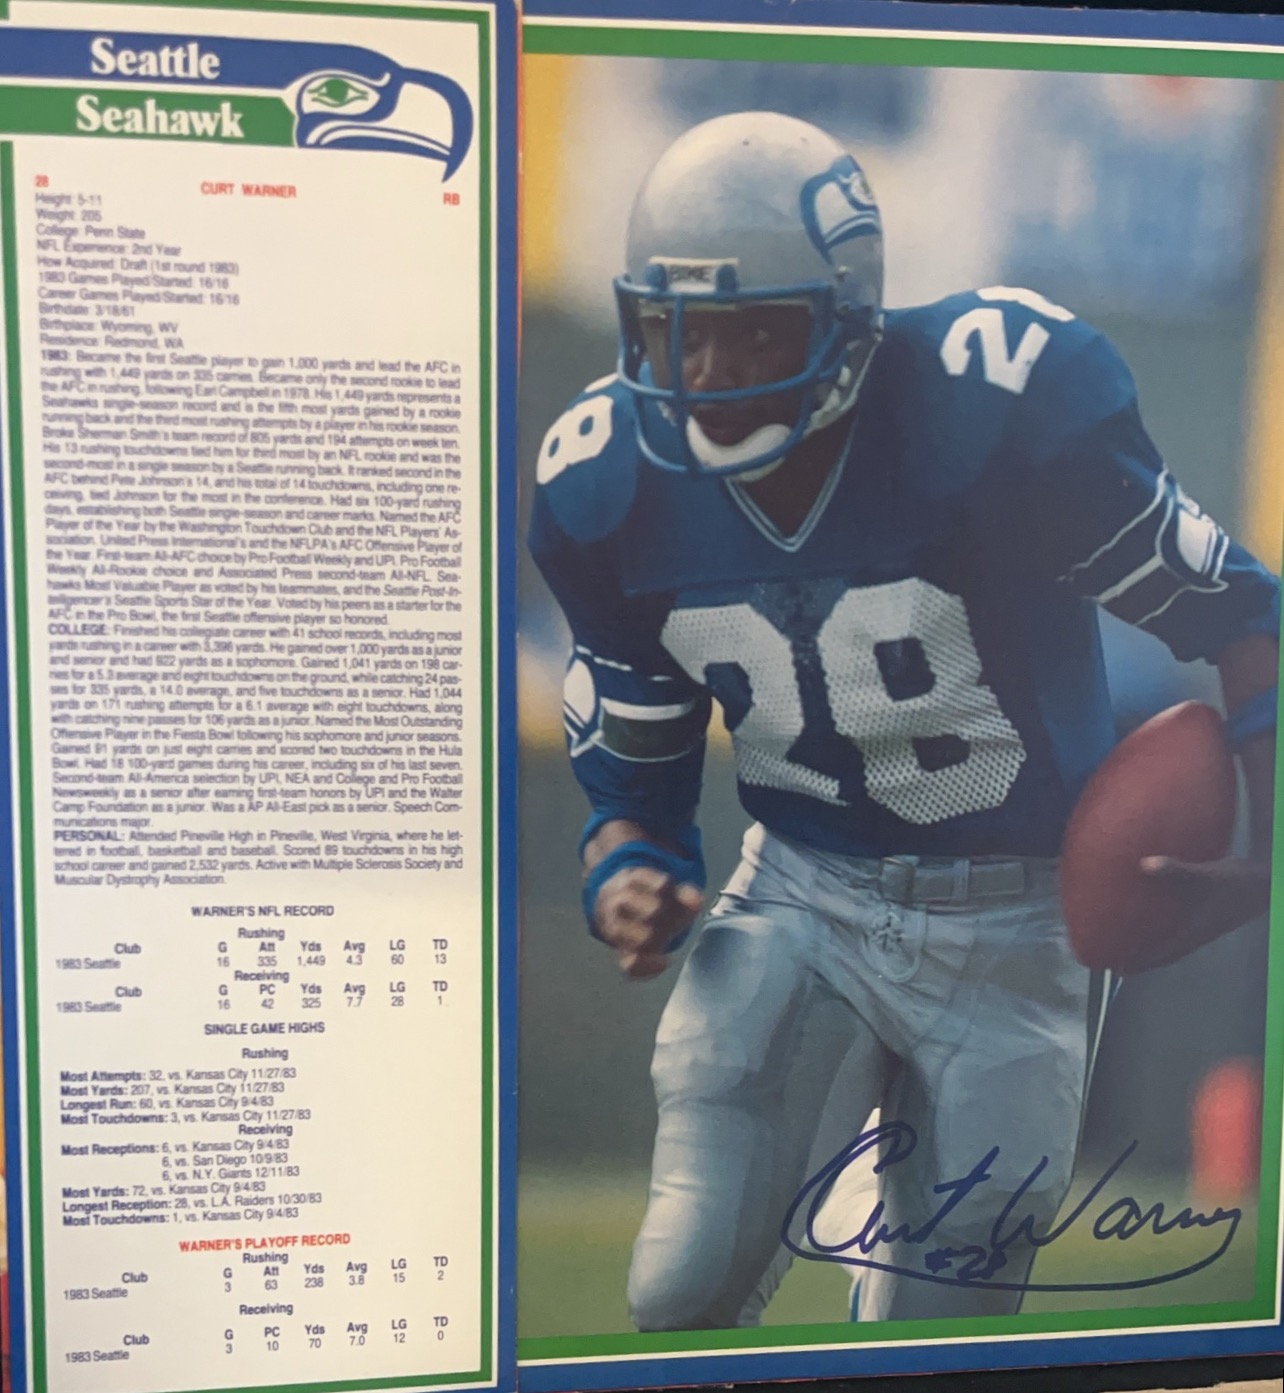 Seattle
Seahawk
28 CURT WARNER RB
Height: 5-11
Weight: 205
College: Penn State
NFL Experience: 2nd Year
How Acquired: Draft (1st round 1983)
1983 Games Played/Started: 16/16
Career Games Played/Started: 16/16
Birthdate: 3/18/61
Birthplace: Wyoming, WV
Residence: Redmond, WA
1983: Became the first Seattle player to gain 1,000 yards and lead the AFC in
rushing with 1,449 yards on 335 carries. Became only the second rookie to lead
the AFC in rushing, following Earl Campbell in 1978. His 1,449 yards represents a
Seahawks single-season record and is the fifth most yards gained by a rookie
running back and the third most rushing attempts by a player in his rookie season.
Broke Sherman Smith's team record of 805 yards and 194 attempts on week ten.
His 13 rushing touchdowns tied him for third most by an NFL rookie and was the
second-most in a single season by a Seattle running back. It ranked second in the
AFC behind Pete Johnson's 14, and his total of 14 touchdowns, including one re-
ceiving, tied Johnson for the most in the conference. Had six 100-yard rushing
days, establishing both Seattle single-season and career marks. Named the AFC
Player of the Year by the Washington Touchdown Club and the NFL Players' As-
sociation. United Press International's and the NFLPA's AFC Offensive Player of
the Year. First-team All-AFC choice by Pro Football Weekly and UPI. Pro Football
Weekly All-Rookie choice and Associated Press second-team All-NFL. Sea-
hawks Most Valuable Player as voted by his teammates, and the Seattle Post-In-
telligencer's Seattle Sports Star of the Year. Voted by his peers as a starter for the
AFC in the Pro Bowl, the first Seattle offensive player so honored.
COLLEGE: Finished his collegiate career with 41 school records, including most
yards rushing in a career with 3,398 yards. He gained over 1,000 yards as a junior
and senior and had 922 yards as a sophomore. Gained 1,041 yards on 198 car-
ries for a 5.3 average and eight touchdowns on the ground, while catching 24 pas-
ses for 335 yards, a 14.0 average, and five touchdowns as a senior. Had 1,044
yards on 171 rushing attempts for a 6.1 average with eight touchdowns, along
with catching nine passes for 106 yards as a junior. Named the Most Outstanding
Offensive Player in the Fiesta Bowl following his sophomore and junior seasons.
Gained 91 yards on just eight carries and scored two touchdowns in the Hula
Bowl. Had 18 100-yard games during his career, including six of his last seven.
Second-team All-America selection by UPI, NEA and College and Pro Football
Newsweekly as a senior after earning first-team honors by UPI and the Walter
Camp Foundation as a junior. Was a AP All-East pick as a senior. Speech Com-
munications major.
PERSONAL: Attended Pineville High in Pineville, West Virginia, where he let-
tered in football, basketball and baseball. Scored 89 touchdowns in his high
school career and gained 2,532 yards. Active with Multiple Sclerosis Society and
Muscular Dystrophy Association.
WARNER'S NFL RECORD
Rushing
Club G Att Yds Avg LG TD
1983 Seattle 16 335 1,449 4.3 60 13
Receiving
Club G PC Yds Avg LG TD
1983 Seattle 16 42 325 7.7 28 1
SINGLE GAME HIGHS
Rushing
Most Attempts: 32, vs. Kansas City 11/27/83
Most Yards: 207, vs. Kansas City 11/27/83
Longest Run: 60, vs. Kansas City 9/4/83
Most Touchdowns: 3, vs. Kansas City 11/27/83
Receiving
Most Receptions: 6, vs. Kansas City 9/4/83
6, vs. San Diego 10/9/83
6, vs. N.Y. Giants 12/11/83
Most Yards: 72, vs. Kansas City 9/4/83
Longest Reception: 28, vs. L.A. Raiders 10/30/83
Most Touchdowns: 1, vs. Kansas City 9/4/83
WARNER'S PLAYOFF RECORD
Rushing
Club G Att Yds Avg LG TD
1983 Seattle 3 63 238 3.8 15 2
Receiving
Club G PC Yds Avg LG TD
1983 Seattle 3 10 70 7.0 12 0
28
28
28
Curt Warner
#28